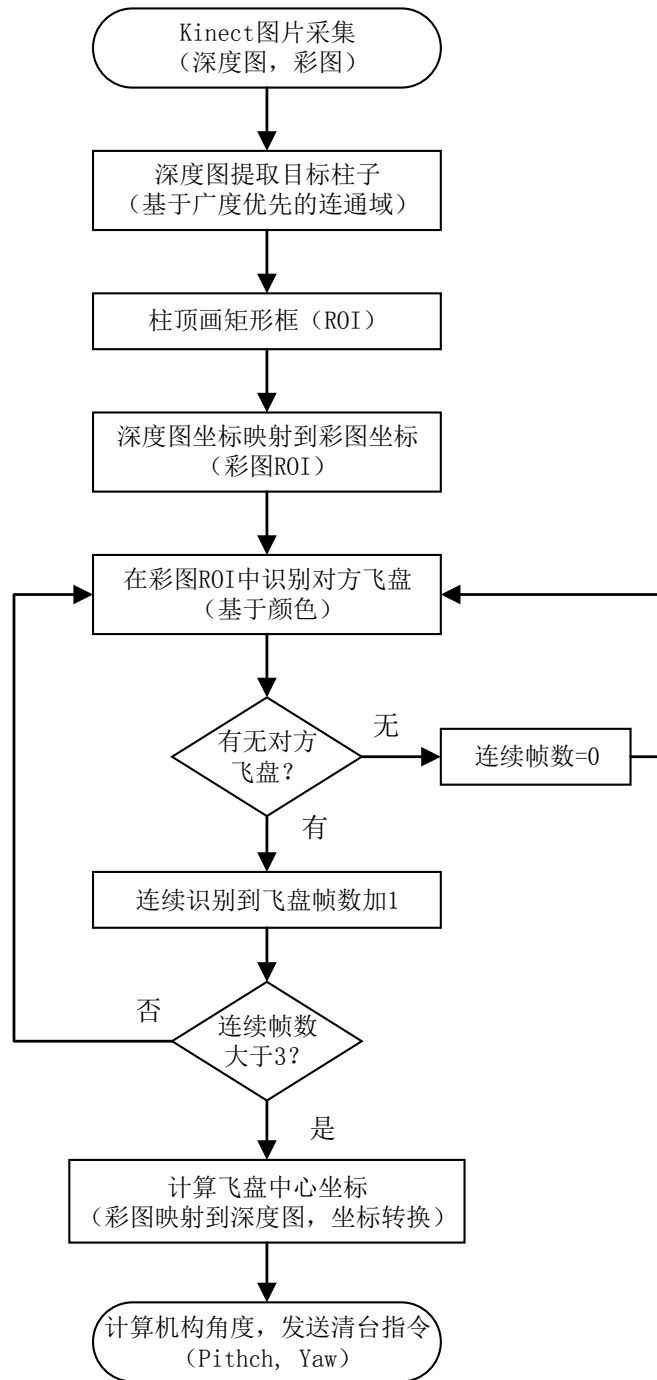 Kinect图片采集
（深度图，彩图）
深度图提取目标柱子
（基于广度优先的连通域）
柱顶画矩形框（ROI）
深度图坐标映射到彩图坐标
（彩图ROI）
在彩图ROI中识别对方飞盘
（基于颜色）
有无对方
飞盘？
无
连续帧数=0
有
连续识别到飞盘帧数加1
否
连续帧数
大于3？
是
计算飞盘中心坐标
（彩图映射到深度图，坐标转换）
计算机构角度，发送清台指令
（Pithch, Yaw）